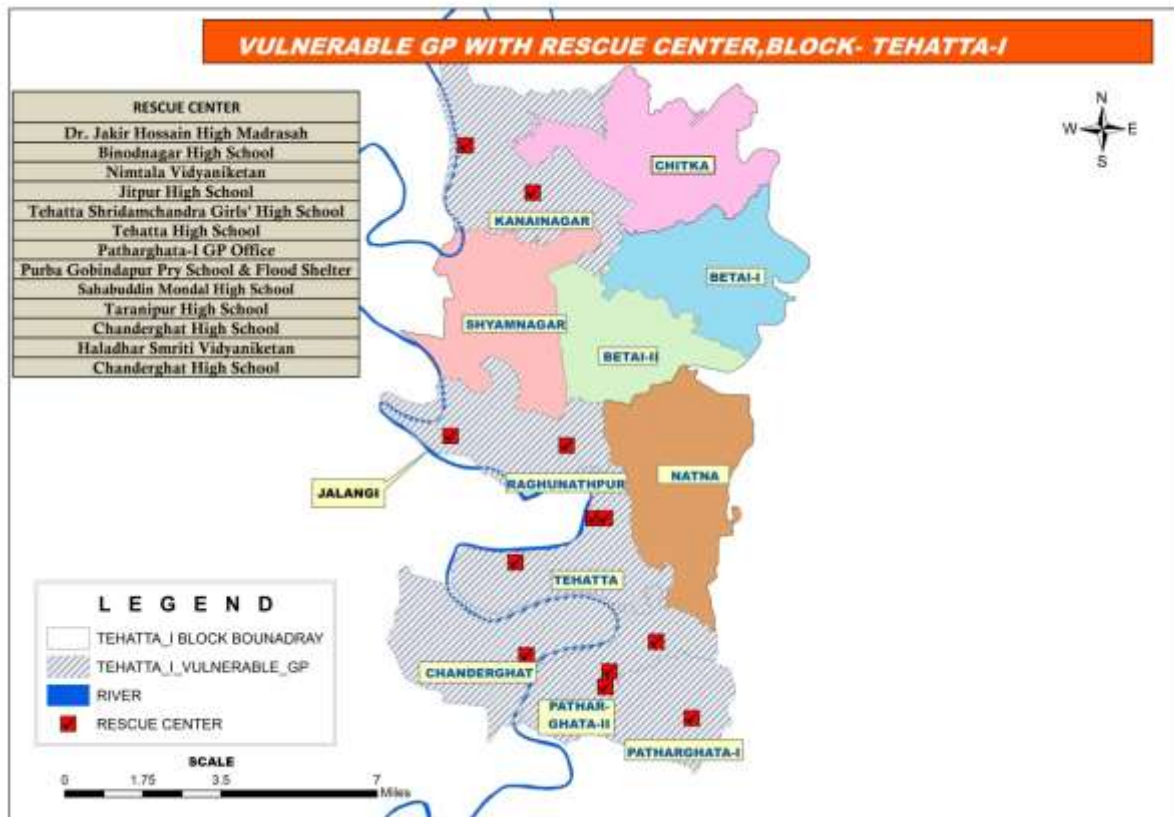 VULNERABLE GP WITH RESCUE CENTER,BLOCK- TEHATTA-I
RESCUE CENTER
Dr. Jakir Hossain High Madrasah
Binodnagar High School
Nimtala Vidyaniketan
Jitpur High School
Tehatta Shridamchandra Girls' High School
Tehatta High School
Patharghata-I GP Office
Purba Gobindapur Pry School & Flood Shelter
Sahabuddin Mondal High School
Taranipur High School
Chanderghat High School
Haladhar Smriti Vidyaniketan
Chanderghat High School
N
W E
S
CHITKA
KANAINAGAR
BETAI-I
SHYAMNAGAR
BETAI-II
RAGHUNATHPUR
NATNA
JALANGI
TEHATTA
CHANDERGHAT
PATHAR-
GHATA-II
PATHARGHATA-I
LEGEND
TEHATTA_I BLOCK BOUNADRAY
TEHATTA_I_VULNERABLE_GP
RIVER
RESCUE CENTER
SCALE
0 1.75 3.5 7
Miles